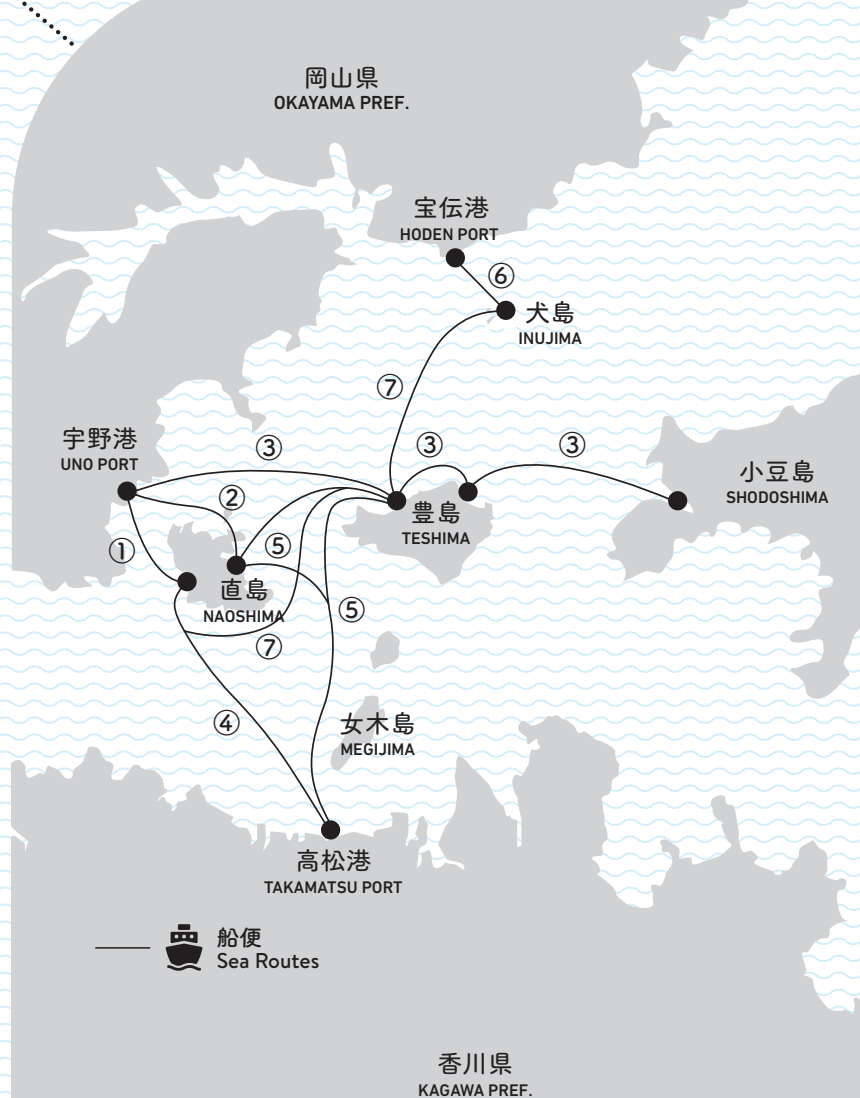 岡山県
OKAYAMA PREF.
宝伝港
HODEN PORT
⑥
犬島
INUJIMA
⑦
宇野港
UNO PORT
③
③
③
小豆島
SHODOSHIMA
②
豊島
TESHIMA
①
⑤
直島
NAOSHIMA
⑤
⑦
④
女木島
MEGIJIMA
高松港
TAKAMATSU PORT
船便
Sea Routes
香川県
KAGAWA PREF.